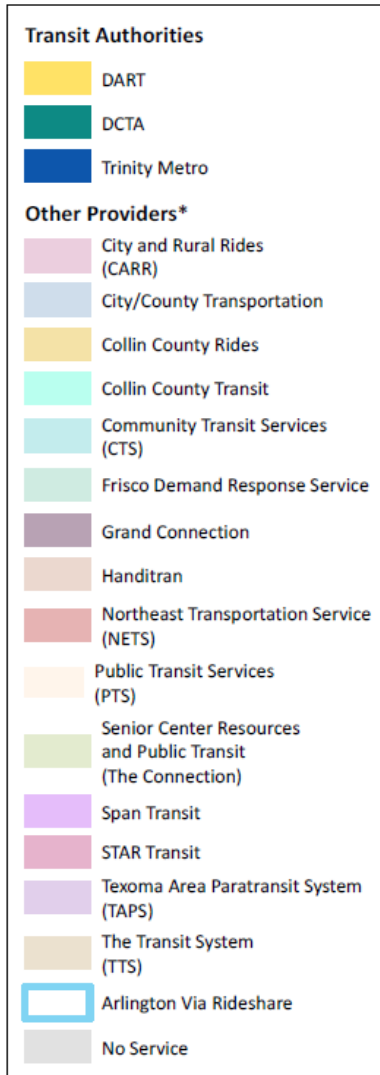 Transit Authorities
DART
DCTA
Trinity Metro
Other Providers*
City and Rural Rides
(CARR)
City/County Transportation
Collin County Rides
Collin County Transit
Community Transit Services
(CTS)
Frisco Demand Response Service
Grand Connection
Handitran
Northeast Transportation Service
(NETS)
Public Transit Services
(PTS)
Senior Center Resources
and Public Transit
(The Connection)
Span Transit
STAR Transit
Texoma Area Paratransit System
(TAPS)
The Transit System
(TTS)
Arlington Via Rideshare
No Service